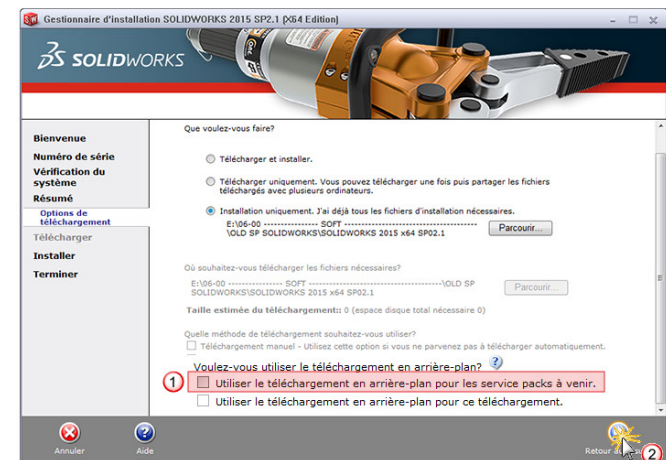 Gestionnaire d'installation SOLIDWORKS 2015 SP2.1 (X64 Edition)
SOLIDWORKS
Bienvenue
Numéro de série
Vérification du
système
Résumé
Options de
téléchargement
Télécharger
Installer
Terminer
Que voulez-vous faire?
Télécharger et installer.
Télécharger uniquement. Vous pouvez télécharger une fois puis partager les fichiers
téléchargés avec plusieurs ordinateurs.
Installation uniquement. J'ai déjà tous les fichiers d'installation nécessaires.
E:\06-00 ------------- SOFT -----------------------------------
\OLD SP SOLIDWORKS\SOLIDWORKS 2015 x64 SP02.1
Parcourir...
Où souhaitez-vous télécharger les fichiers nécessaires?
E:\06-00 --------------- SOFT -----------------------------------\OLD SP
SOLIDWORKS\SOLIDWORKS 2015 x64 SP02.1
Parcourir...
Taille estimée du téléchargement:: 0 (espace disque total nécessaire 0)
Quelle méthode de téléchargement souhaitez-vous utiliser?
Téléchargement manuel - Utilisez cette option si vous ne parvenez pas à télécharger automatiquement.
Voulez-vous utiliser le téléchargement en arrière-plan? ?
1 Utiliser le téléchargement en arrière-plan pour les service packs à venir.
Utiliser le téléchargement en arrière-plan pour ce téléchargement.
Annuler
Aide
Retour
2